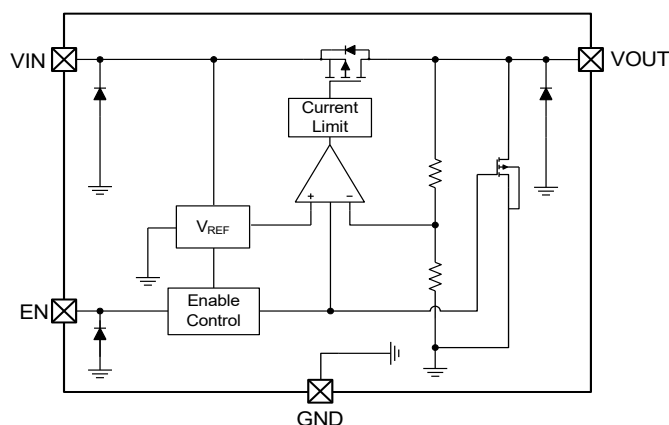 VIN
VOUT
Current
Limit
+
−
VREF
EN
Enable
Control
GND